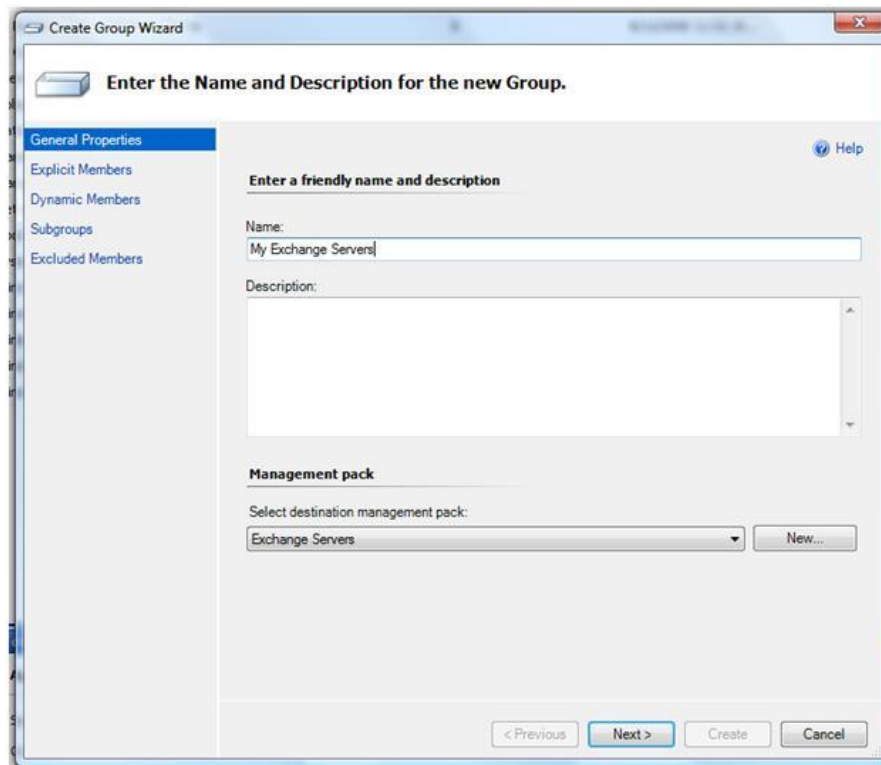 Create Group Wizard
Enter the Name and Description for the new Group.
General Properties
Explicit Members
Dynamic Members
Subgroups
Excluded Members
Help
Enter a friendly name and description
Name:
My Exchange Servers
Description:
Management pack
Select destination management pack:
Exchange Servers
New...
< Previous
Next >
Create
Cancel